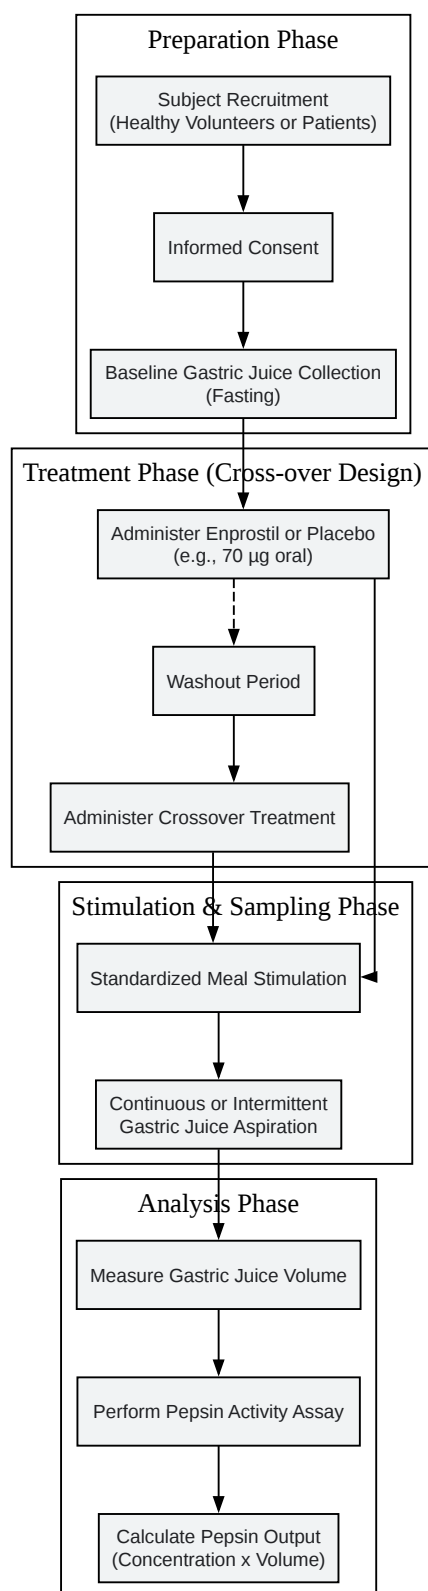 Preparation Phase
Subject Recruitment
(Healthy Volunteers or Patients)
Informed Consent
Baseline Gastric Juice Collection
(Fasting)
Treatment Phase (Cross-over Design)
Administer Enprostil or Placebo
(e.g., 70 µg oral)
Washout Period
Administer Crossover Treatment
Stimulation & Sampling Phase
Standardized Meal Stimulation
Continuous or Intermittent
Gastric Juice Aspiration
Analysis Phase
Measure Gastric Juice Volume
Perform Pepsin Activity Assay
Calculate Pepsin Output
(Concentration x Volume)